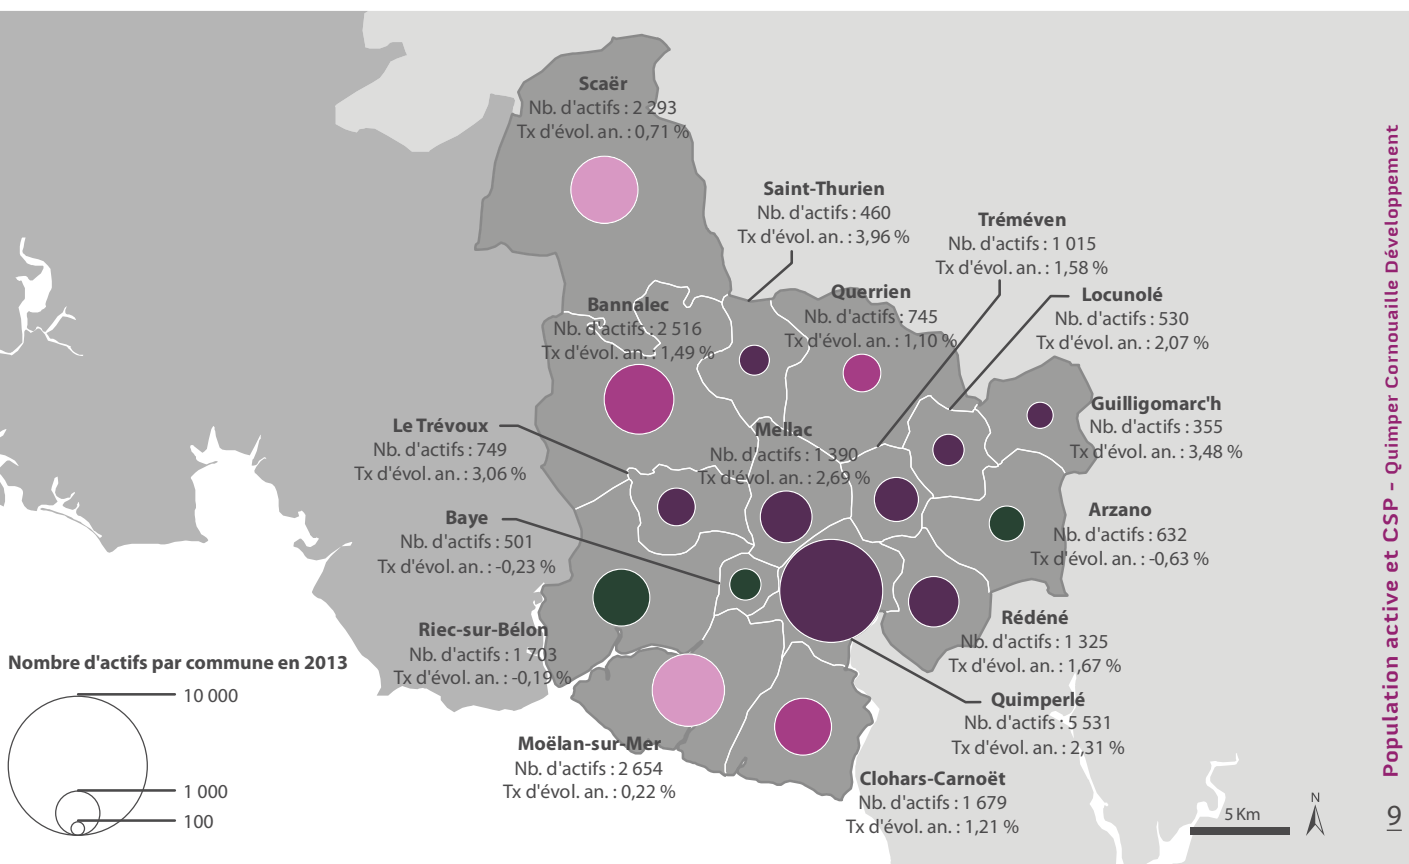 Scaër
Nb. d'actifs : 2 293
Tx d'évol. an. : 0,71 %
Saint-Thurien
Nb. d'actifs : 460
Tx d'évol. an. : 3,96 %
Tréméven
Nb. d'actifs : 1 015
Tx d'évol. an. : 1,58 %
Bannalec
Nb. d'actifs : 2 516
Tx d'évol. an. : 1,49 %
Querrien
Nb. d'actifs : 745
Tx d'évol. an. : 1,10 %
Locunolé
Nb. d'actifs : 530
Tx d'évol. an. : 2,07 %
Guilligomarc'h
Nb. d'actifs : 355
Tx d'évol. an. : 3,48 %
Le Trévoux
Nb. d'actifs : 749
Tx d'évol. an. : 3,06 %
Mellac
Nb. d'actifs : 1 390
Tx d'évol. an. : 2,69 %
Baye
Nb. d'actifs : 501
Tx d'évol. an. : -0,23 %
Arzano
Nb. d'actifs : 632
Tx d'évol. an. : -0,63 %
Riec-sur-Bélon
Nb. d'actifs : 1 703
Tx d'évol. an. : -0,19 %
Rédéné
Nb. d'actifs : 1 325
Tx d'évol. an. : 1,67 %
Quimperlé
Nb. d'actifs : 5 531
Tx d'évol. an. : 2,31 %
Moëlan-sur-Mer
Nb. d'actifs : 2 654
Tx d'évol. an. : 0,22 %
Clohars-Carnoët
Nb. d'actifs : 1 679
Tx d'évol. an. : 1,21 %
Nombre d'actifs par commune en 2013
10 000
1 000
100
5 Km
N
Population active et CSP - Quimper Cornouaille Développement
9